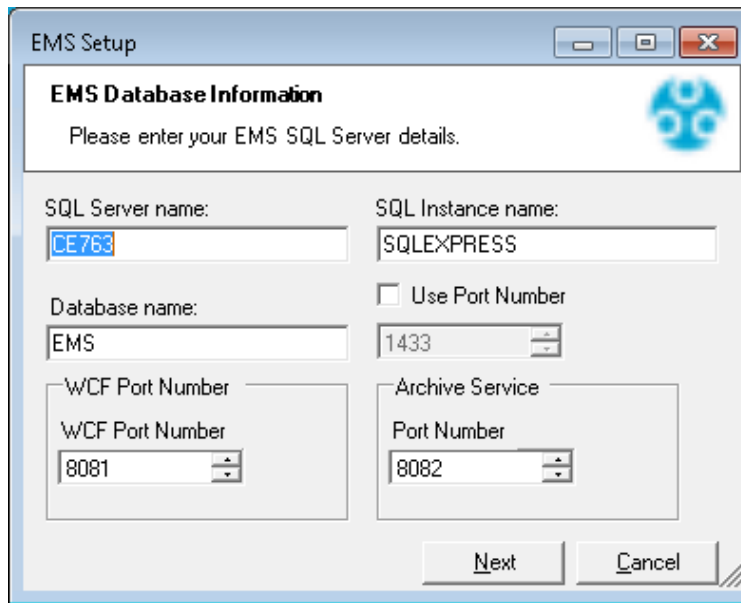 EMS Setup
EMS Database Information
Please enter your EMS SQL Server details.
SQL Server name:
CE763
SQL Instance name:
SQLEXPRESS
Database name:
EMS
Use Port Number
1433
WCF Port Number
WCF Port Number
8081
Archive Service
Port Number
8082
Next
Cancel